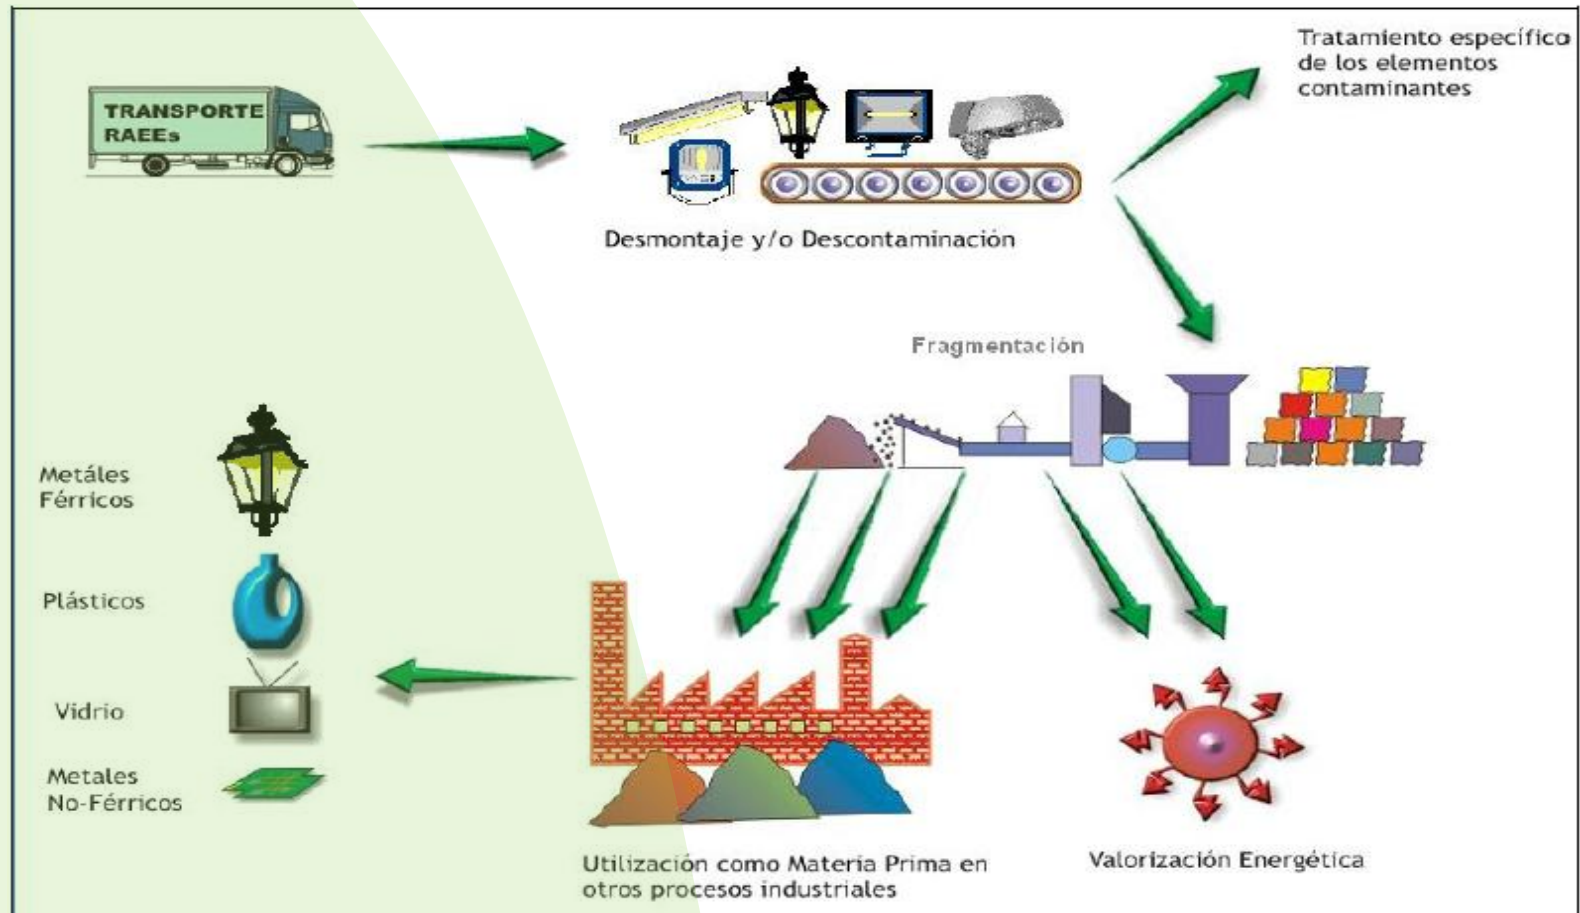 TRANSPORTE
RAEEs
Tratamiento específico
de los elementos
contaminantes
Desmontaje y/o Descontaminación
Fragmentación
Metáles
Férricos
Plásticos
Vidrio
Metales
No-Férricos
Utilización como Materia Prima en
otros procesos industriales
Valorización Energética